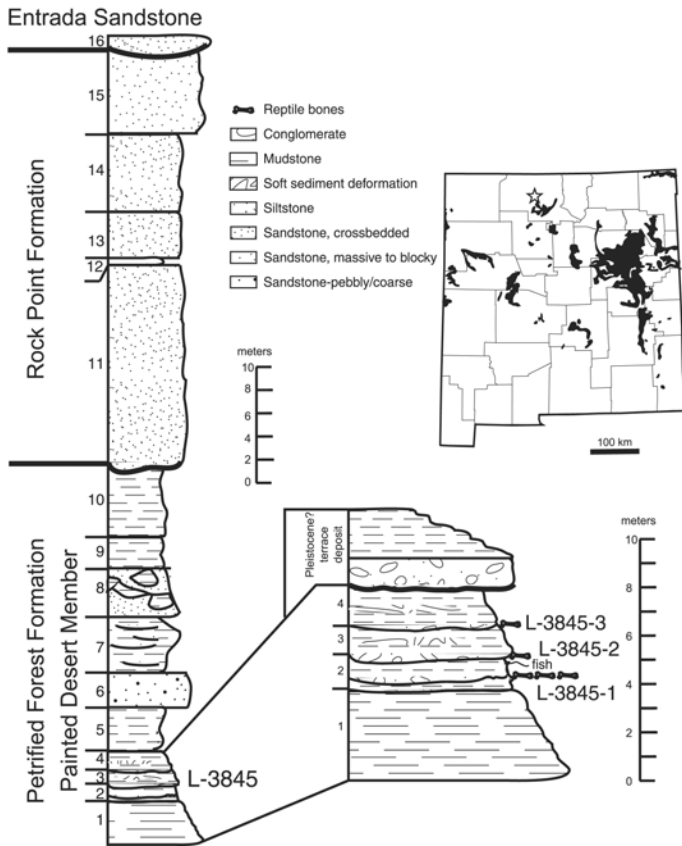 Entrada Sandstone
16
15
14
13
12
11
10
9
8
7
6
5
4
3
2
1
Rock Point Formation
Petrified Forest Formation
Painted Desert Member
L-3845
Reptile bones
Conglomerate
Mudstone
Soft sediment deformation
Siltstone
Sandstone, crossbedded
Sandstone, massive to blocky
Sandstone-pebbly/coarse
meters
10
8
6
4
2
0
100 km
Pleistocene?
terrace
deposit
4
3
2
1
L-3845-3
L-3845-2
fish
L-3845-1
meters
10
8
6
4
2
0